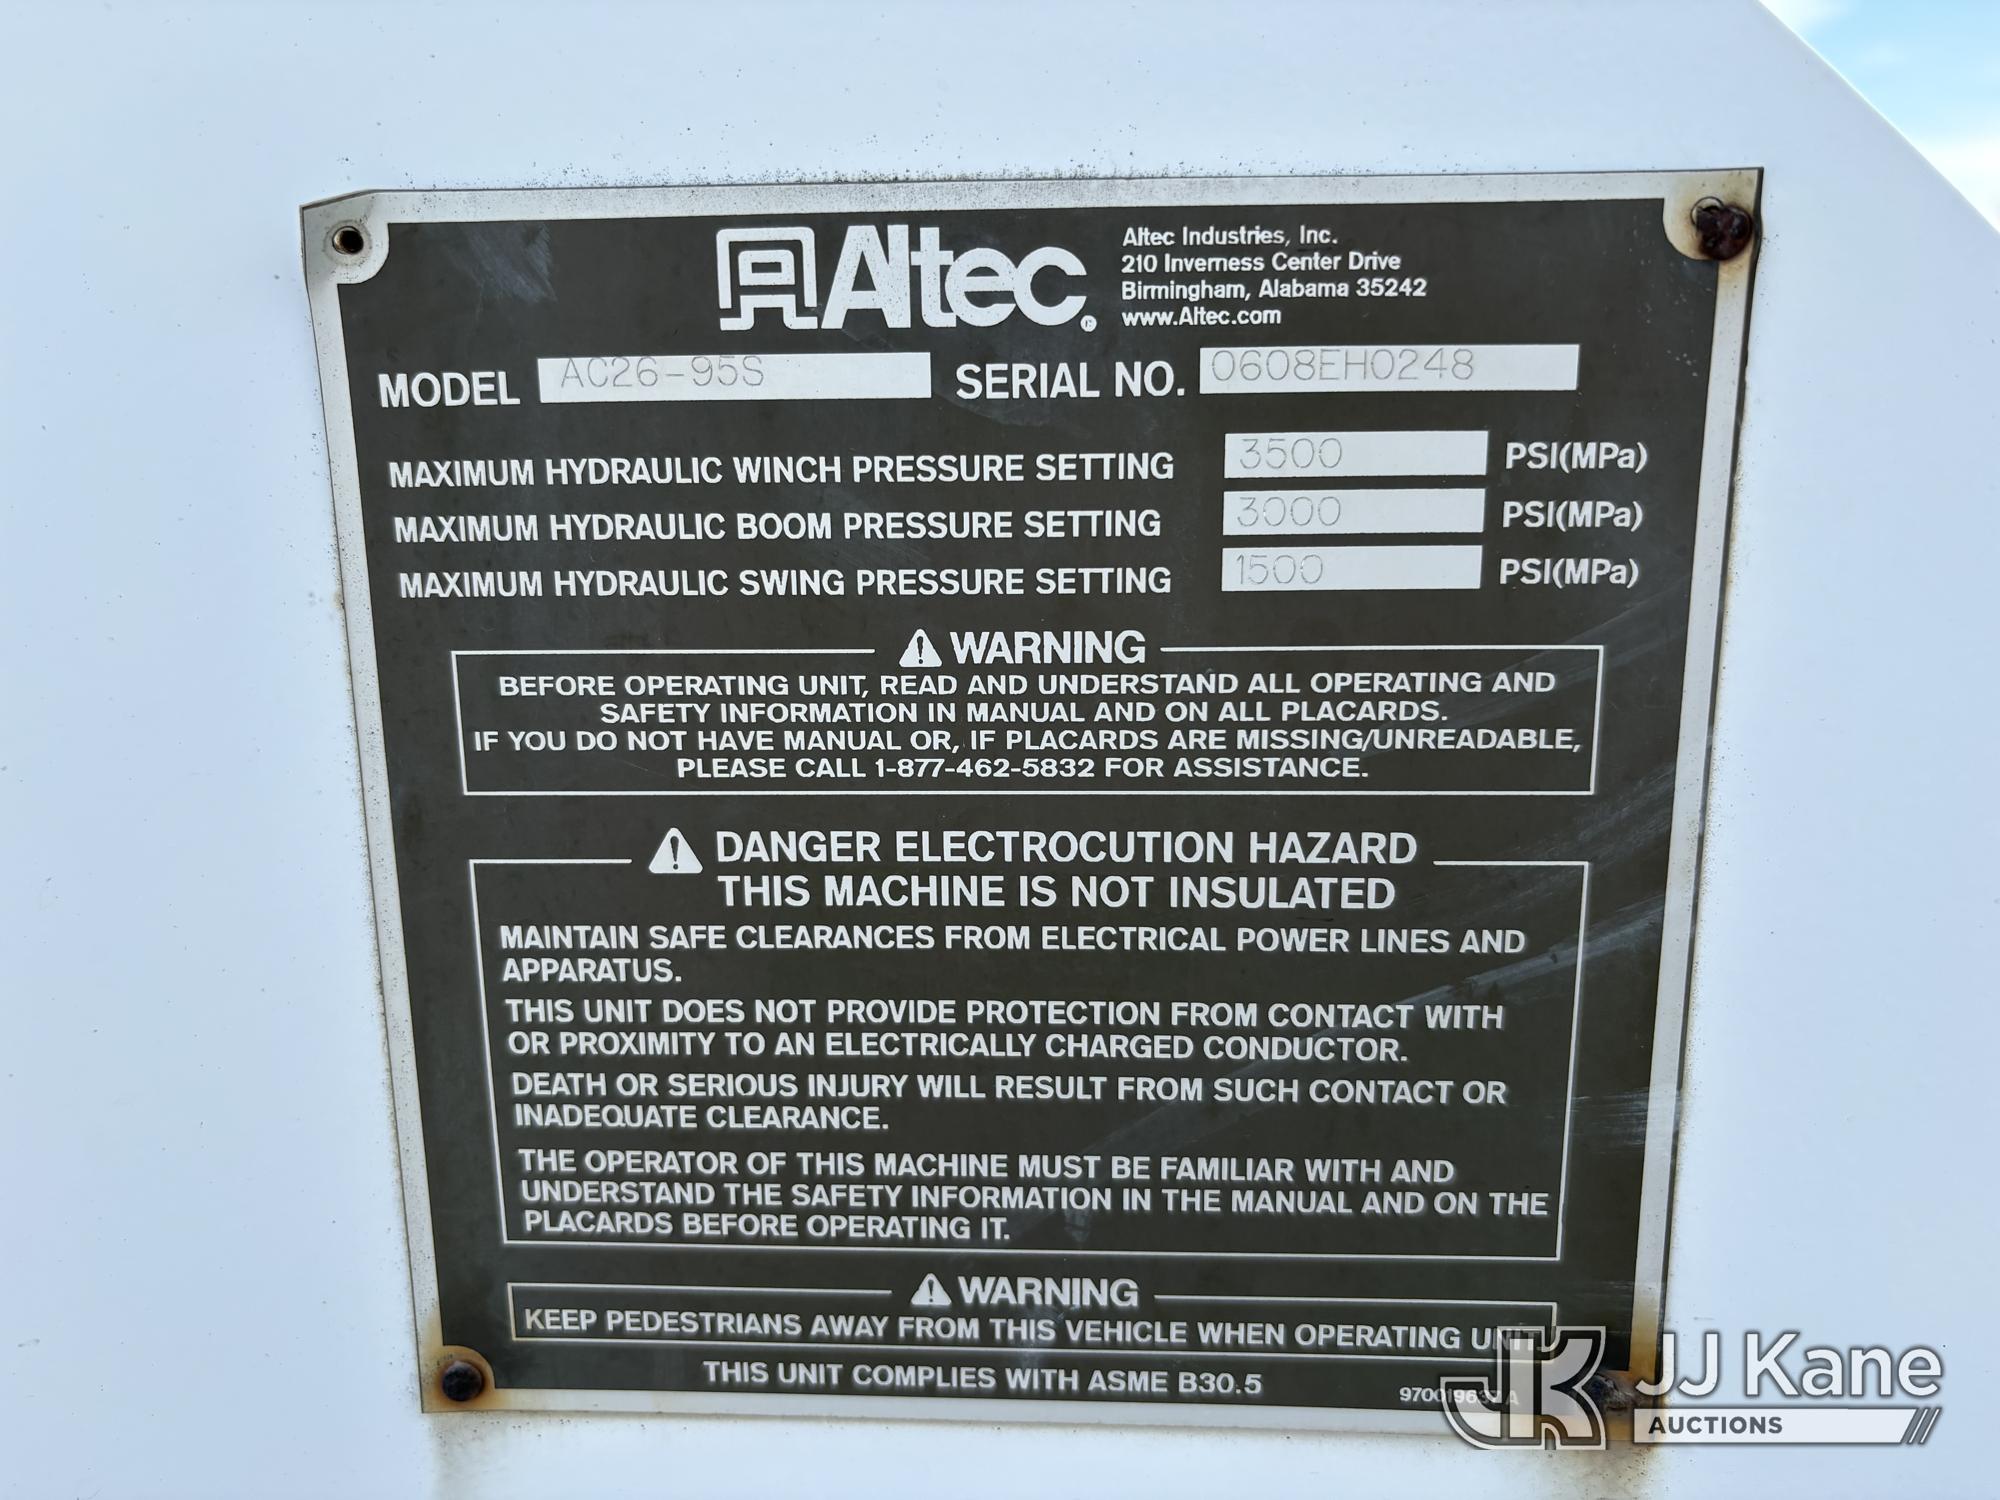 Altec
Altec Industries, Inc.
210 Inverness Center Drive
Birmingham, Alabama 35242
www.Altec.com
MODEL AC26-95S SERIAL NO. 0608EH0248
MAXIMUM HYDRAULIC WINCH PRESSURE SETTING 3500 PSI(MPa)
MAXIMUM HYDRAULIC BOOM PRESSURE SETTING 3000 PSI(MPa)
MAXIMUM HYDRAULIC SWING PRESSURE SETTING 1500 PSI(MPa)
WARNING
BEFORE OPERATING UNIT, READ AND UNDERSTAND ALL OPERATING AND
SAFETY INFORMATION IN MANUAL AND ON ALL PLACARDS.
IF YOU DO NOT HAVE MANUAL OR, IF PLACARDS ARE MISSING/UNREADABLE,
PLEASE CALL 1-877-462-5832 FOR ASSISTANCE.
DANGER ELECTROCUTION HAZARD
THIS MACHINE IS NOT INSULATED
MAINTAIN SAFE CLEARANCES FROM ELECTRICAL POWER LINES AND
APPARATUS.
THIS UNIT DOES NOT PROVIDE PROTECTION FROM CONTACT WITH
OR PROXIMITY TO AN ELECTRICALLY CHARGED CONDUCTOR.
DEATH OR SERIOUS INJURY WILL RESULT FROM SUCH CONTACT OR
INADEQUATE CLEARANCE.
THE OPERATOR OF THIS MACHINE MUST BE FAMILIAR WITH AND
UNDERSTAND THE SAFETY INFORMATION IN THE MANUAL AND ON THE
PLACARDS BEFORE OPERATING IT.
WARNING
KEEP PEDESTRIANS AWAY FROM THIS VEHICLE WHEN OPERATING UNIT.
THIS UNIT COMPLIES WITH ASME B30.5
JK JJ Kane
AUCTIONS